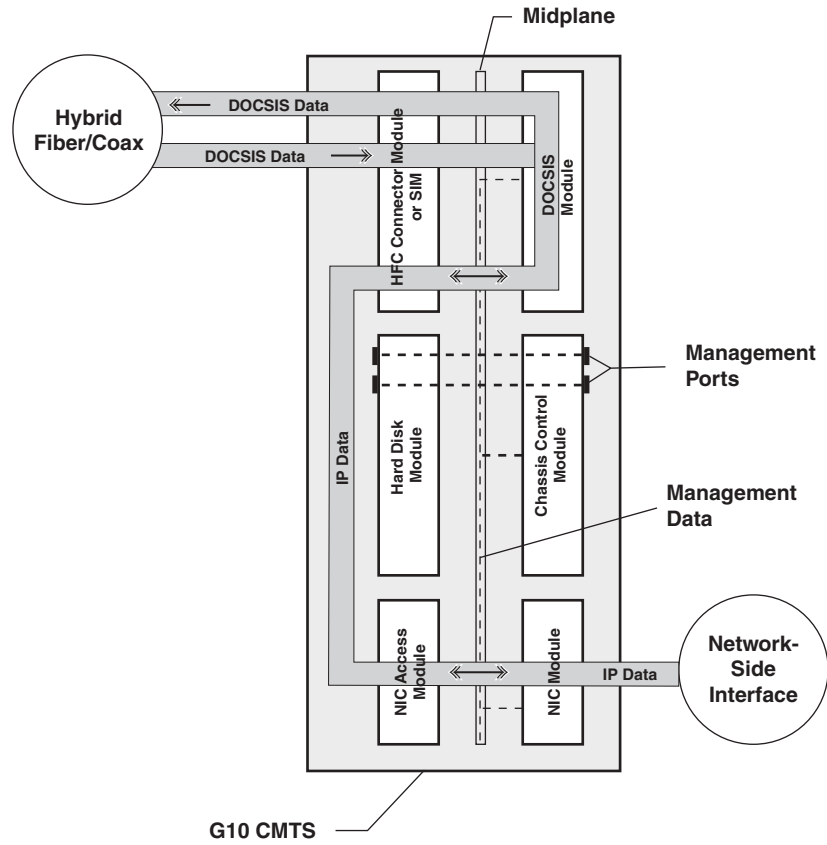 Midplane
Hybrid
Fiber/Coax
DOCSIS Data
DOCSIS Data
HFC Connector Module
or SIM
DOCSIS
Module
Management
Ports
IP Data
Hard Disk
Module
Chassis Control
Module
Management
Data
NIC Access
Module
NIC Module
IP Data
Network-
Side
Interface
G10 CMTS